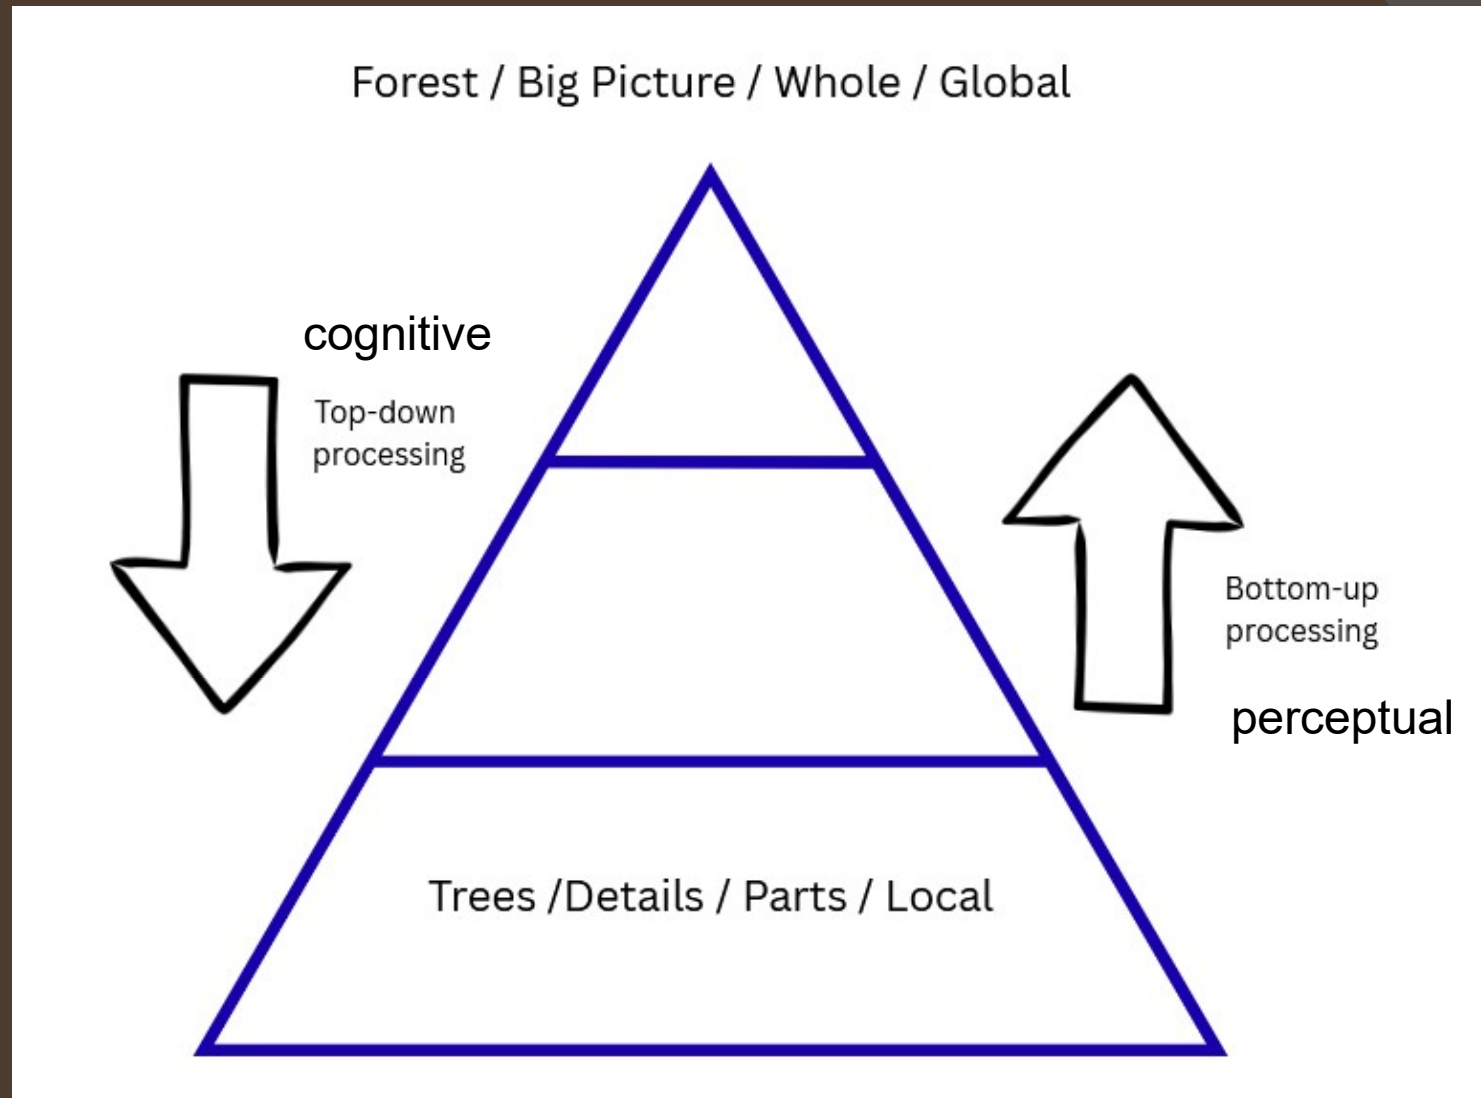 Forest / Big Picture / Whole / Global
cognitive
Top-down
processing
Bottom-up
processing
perceptual
Trees /Details / Parts / Local